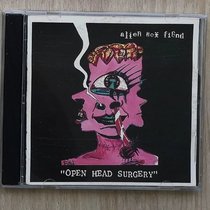 alien sex fiend
"OPEN HEAD SURGERY"